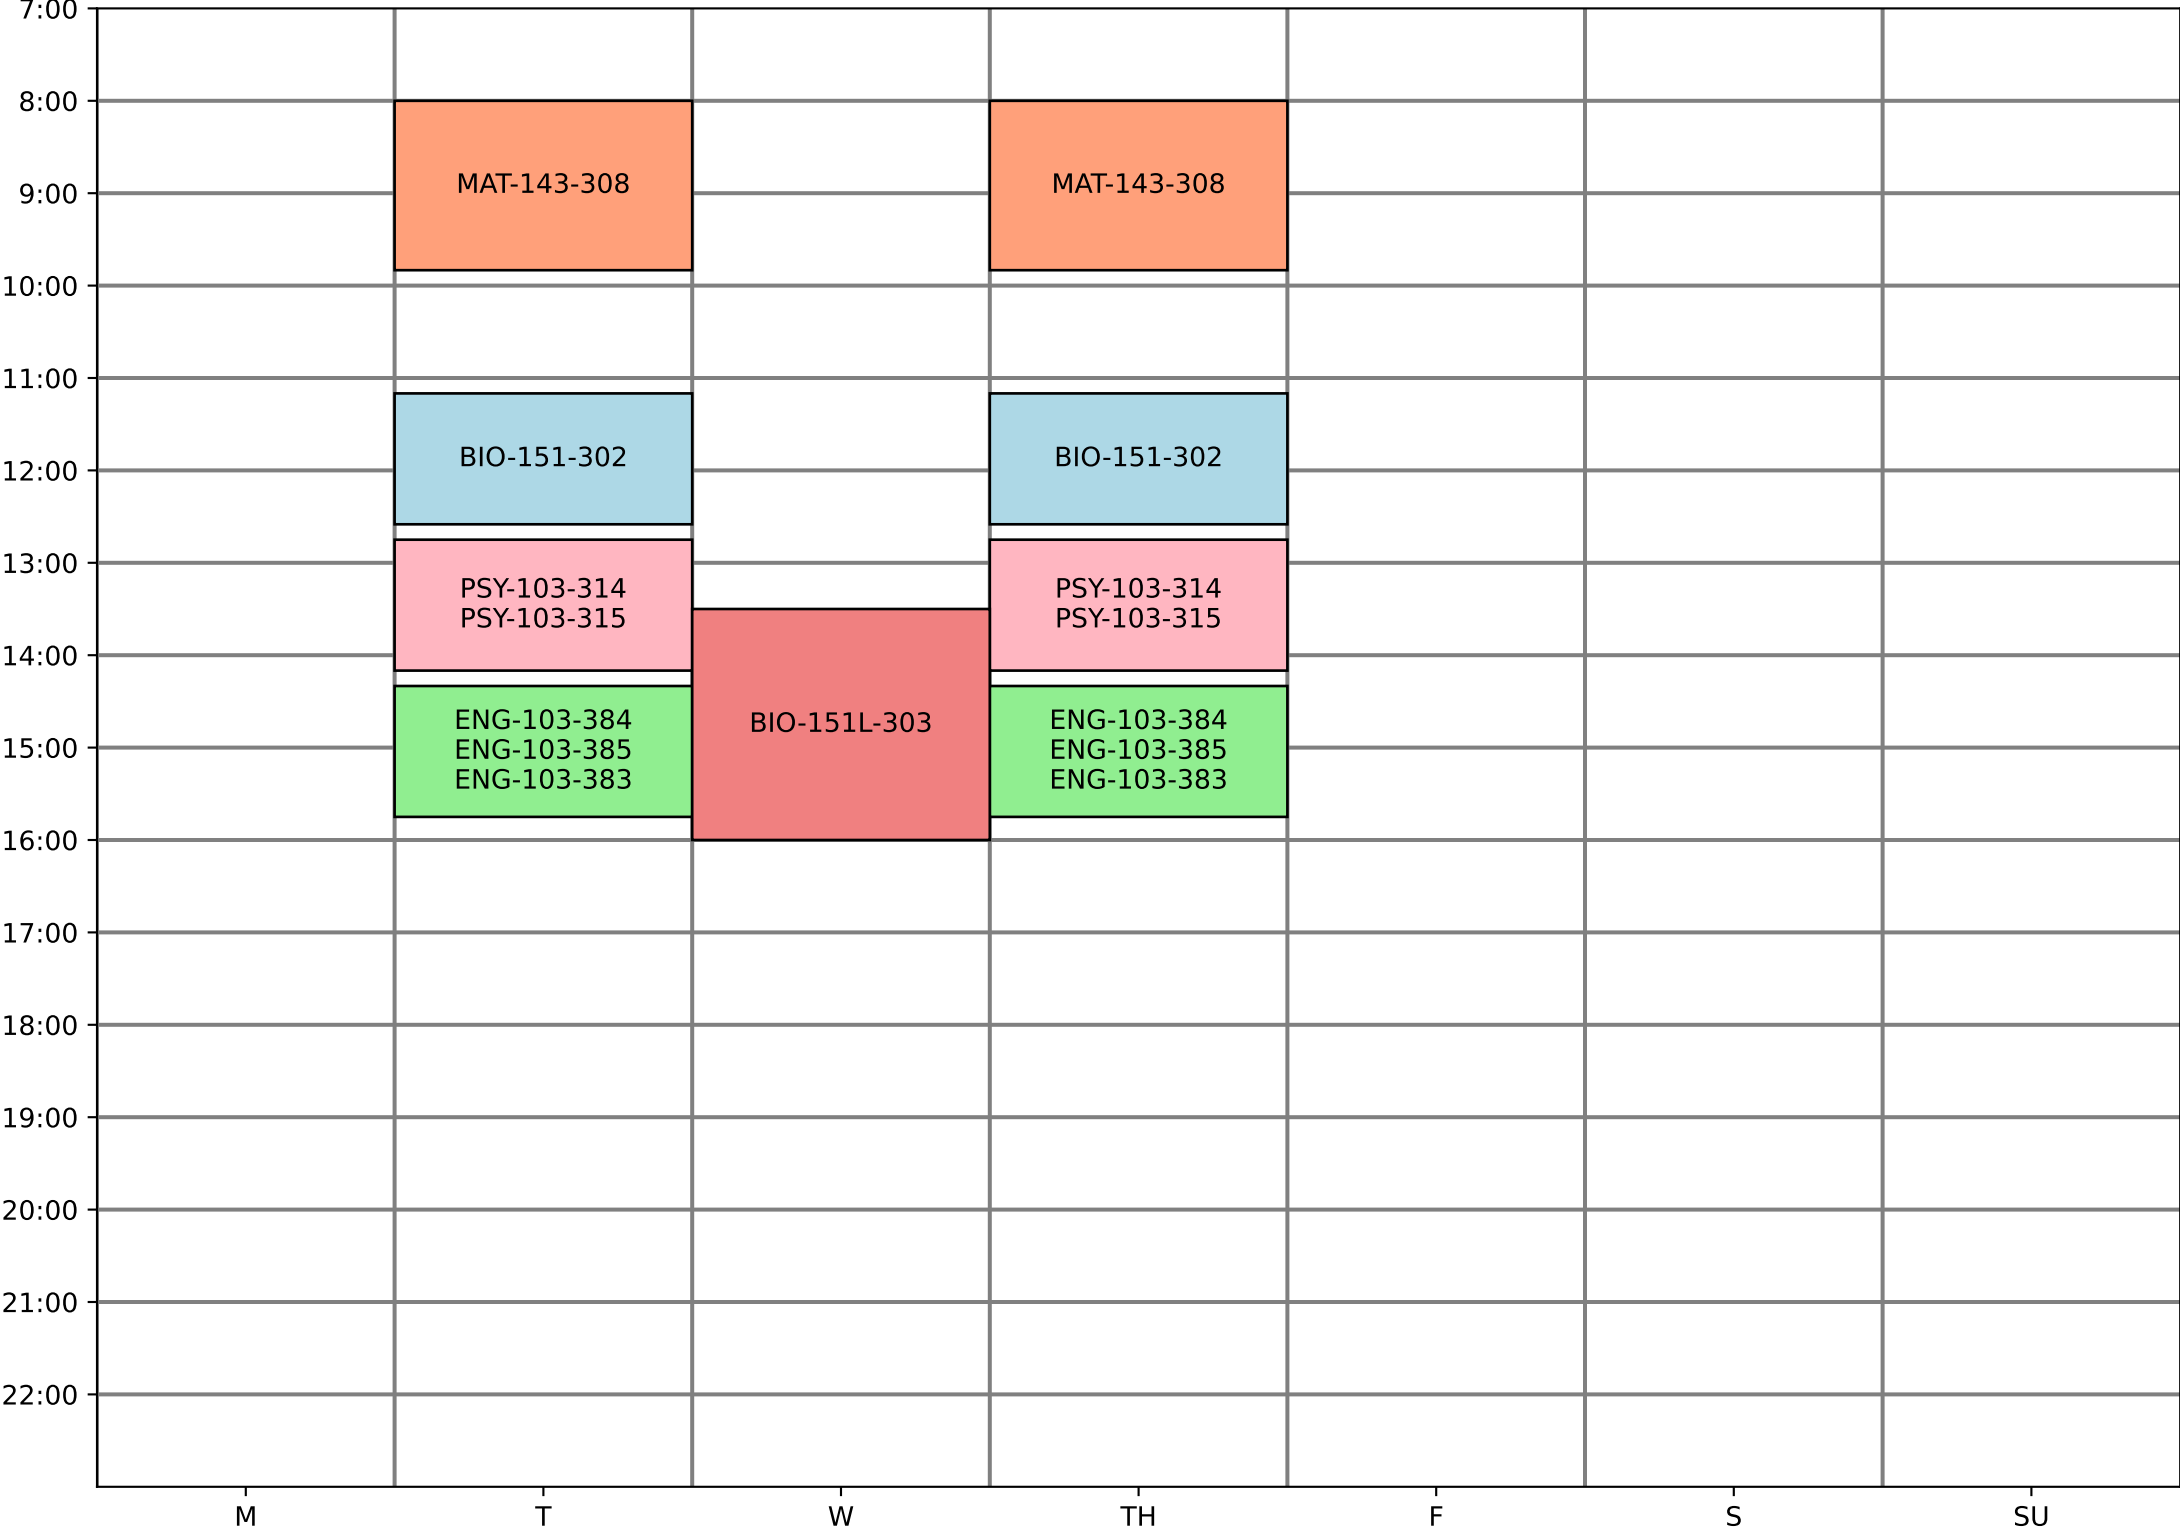 7:00
8:00
MAT-143-308
MAT-143-308
9:00
10:00
11:00
BIO-151-302
BIO-151-302
12:00
13:00
PSY-103-314
PSY-103-315
PSY-103-314
PSY-103-315
14:00
ENG-103-384
ENG-103-385
ENG-103-383
BIO-151L-303
ENG-103-384
ENG-103-385
ENG-103-383
15:00
16:00
17:00
18:00
19:00
20:00
21:00
22:00
M T W TH F S SU